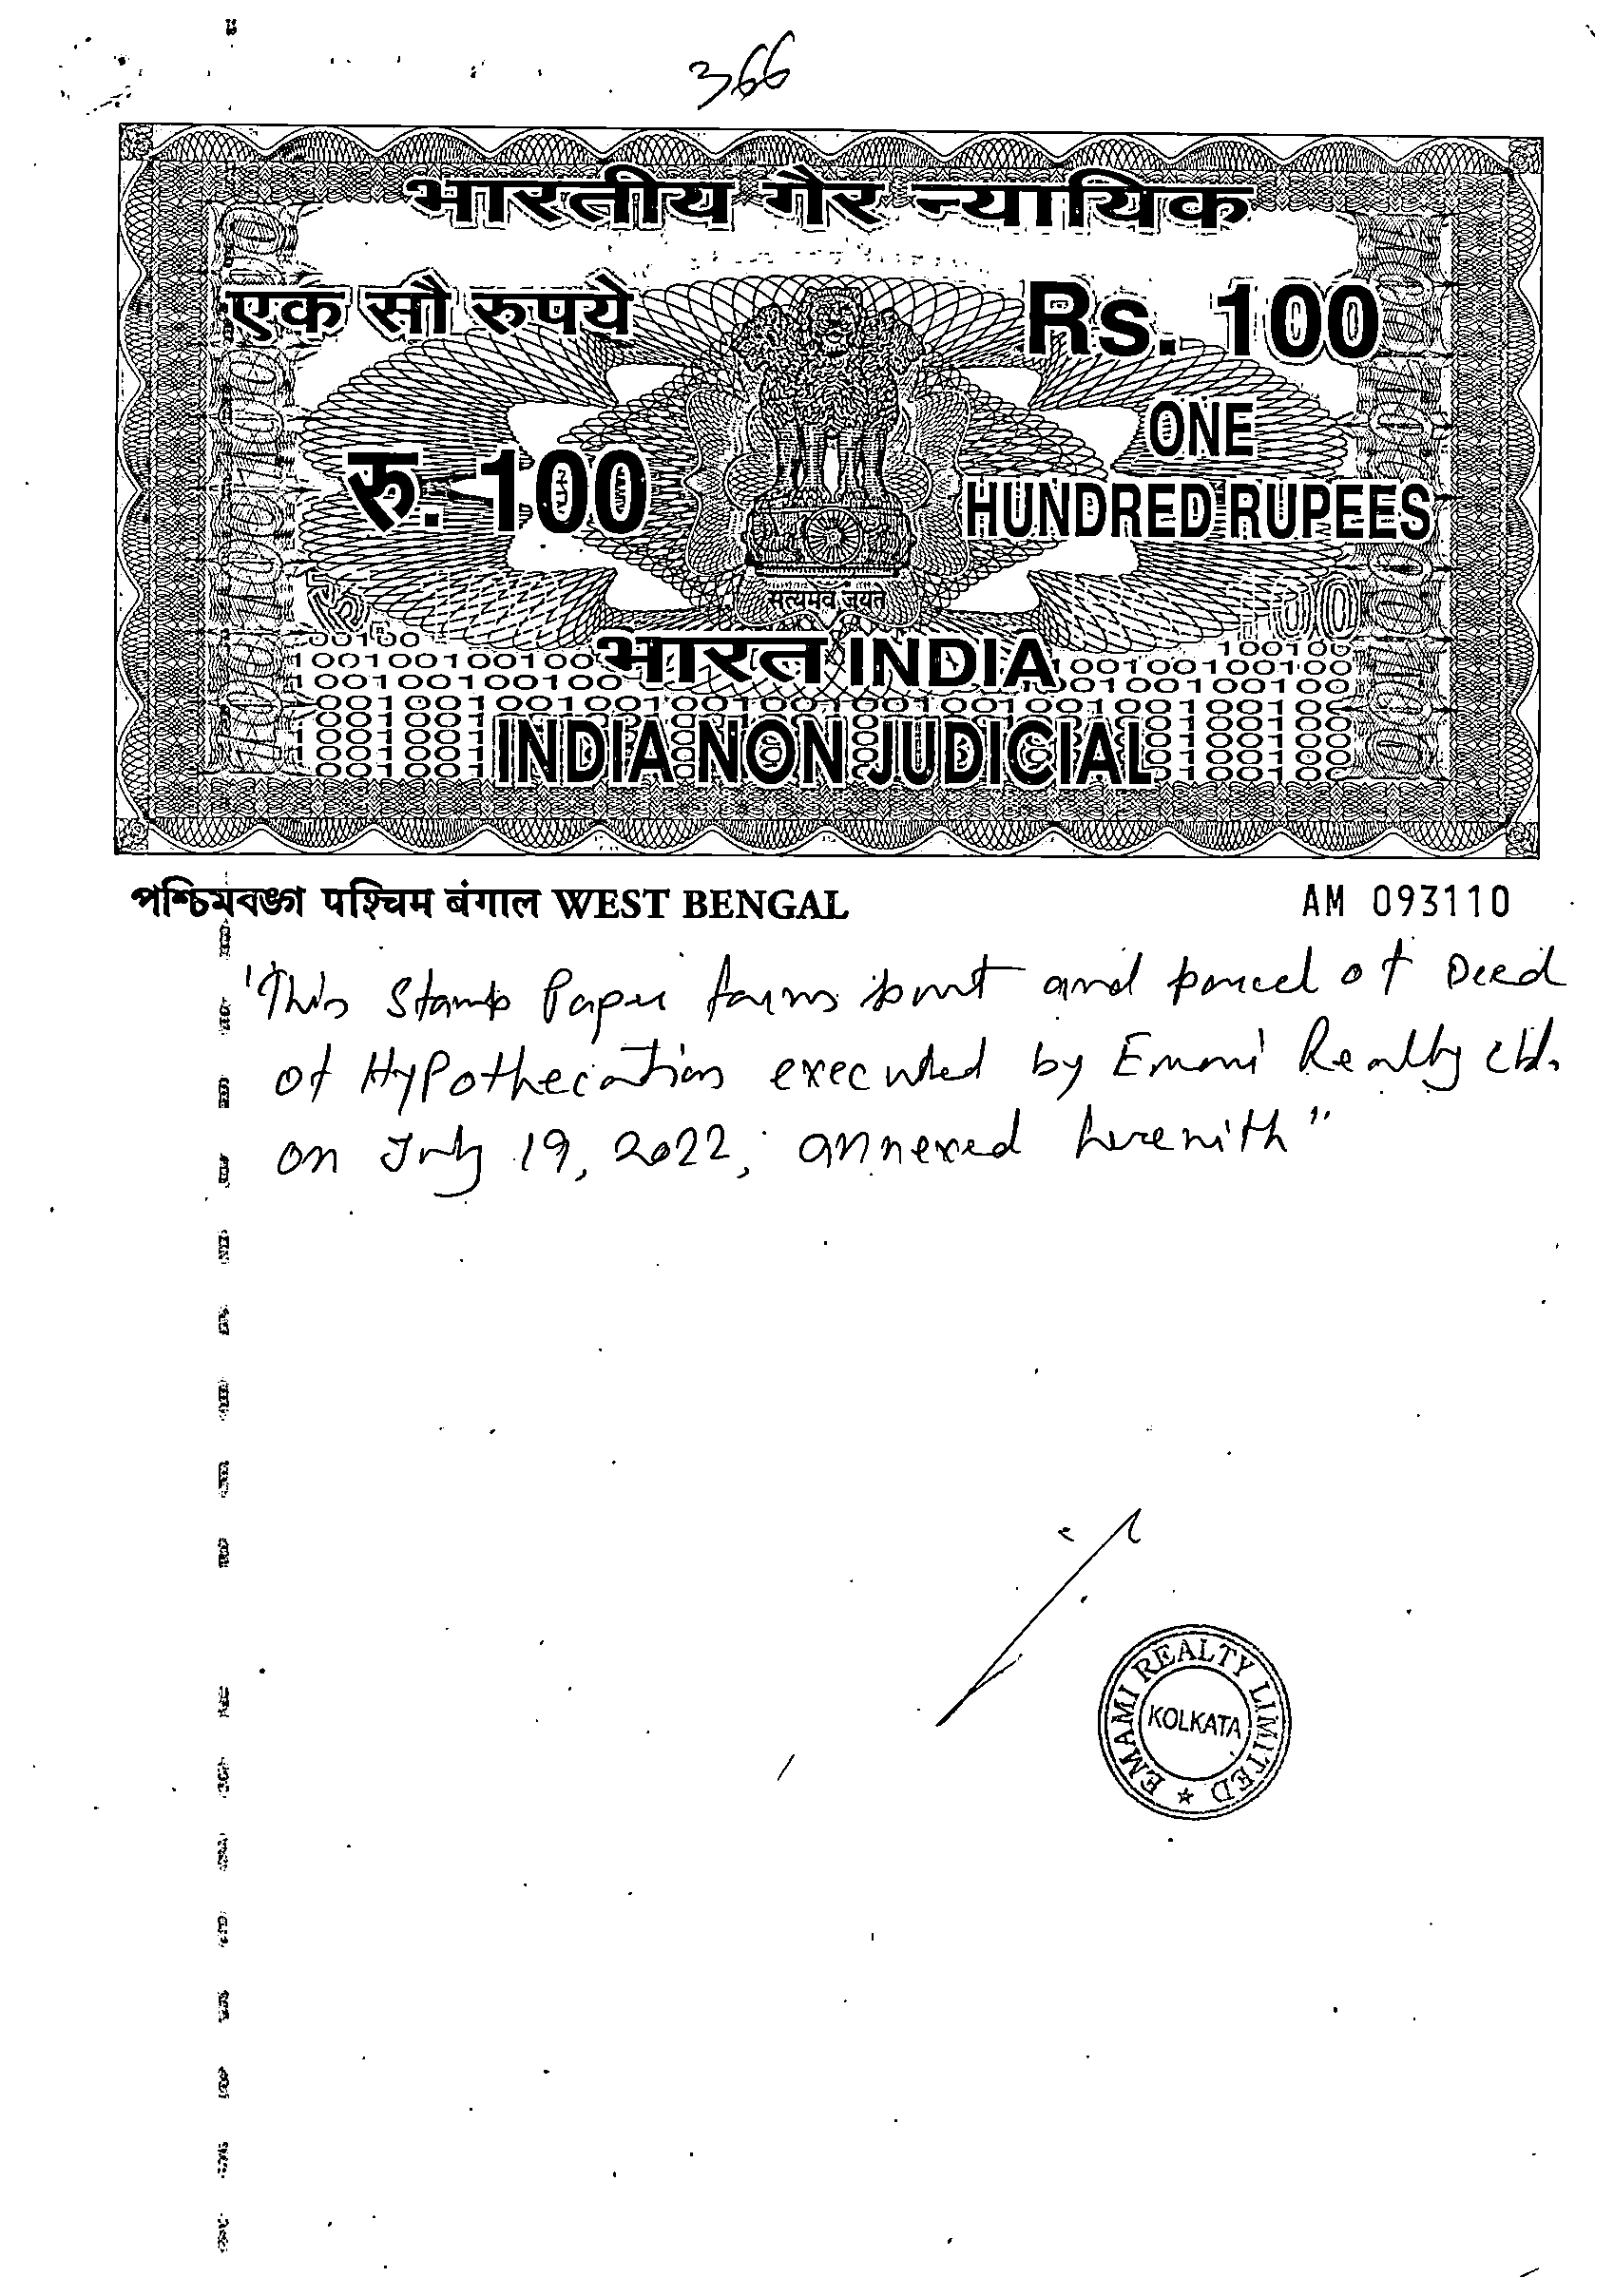 366
भारतीय गैर न्यायिक
एक सौ रुपये
Rs. 100
रु. 100
ONE
HUNDRED RUPEES
सत्यमेव जयते
भारत INDIA
INDIA NON JUDICIAL
পশ্চিমবঙ্গ पश्चिम बंगाल WEST BENGAL
AM 093110
"This Stamp Paper forms part and parcel of Deed
of Hypothecation executed by Emami Realty Ltd.
on July 19, 2022, annexed herewith"
EMAMI REALTY LIMITED
KOLKATA